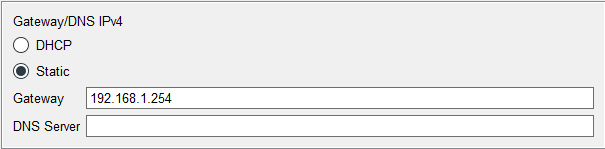 Gateway/DNS IPv4
DHCP
Static
Gateway 192.168.1.254
DNS Server